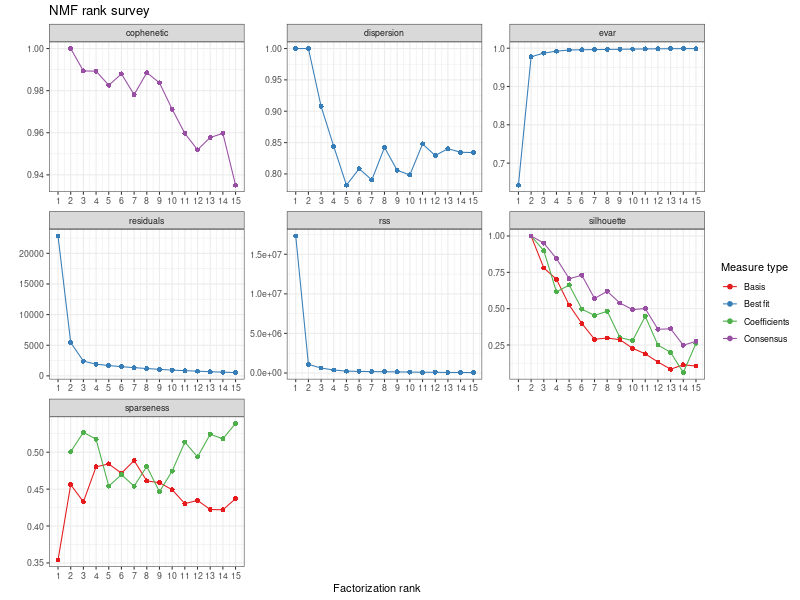 NMF rank survey
cophenetic
dispersion
evar
1.00
0.98
0.96
0.94
1 2 3 4 5 6 7 8 9 10 11 12 13 14 15
1.00
0.95
0.90
0.85
0.80
1 2 3 4 5 6 7 8 9 10 11 12 13 14 15
1.0
0.9
0.8
0.7
1 2 3 4 5 6 7 8 9 10 11 12 13 14 15
residuals
rss
silhouette
20000
15000
10000
5000
0
1 2 3 4 5 6 7 8 9 10 11 12 13 14 15
1.5e+07
1.0e+07
5.0e+06
0.0e+00
1 2 3 4 5 6 7 8 9 10 11 12 13 14 15
1.00
0.75
0.50
0.25
1 2 3 4 5 6 7 8 9 10 11 12 13 14 15
Measure type
Basis
Best fit
Coefficients
Consensus
sparseness
0.50
0.45
0.40
0.35
1 2 3 4 5 6 7 8 9 10 11 12 13 14 15
Factorization rank